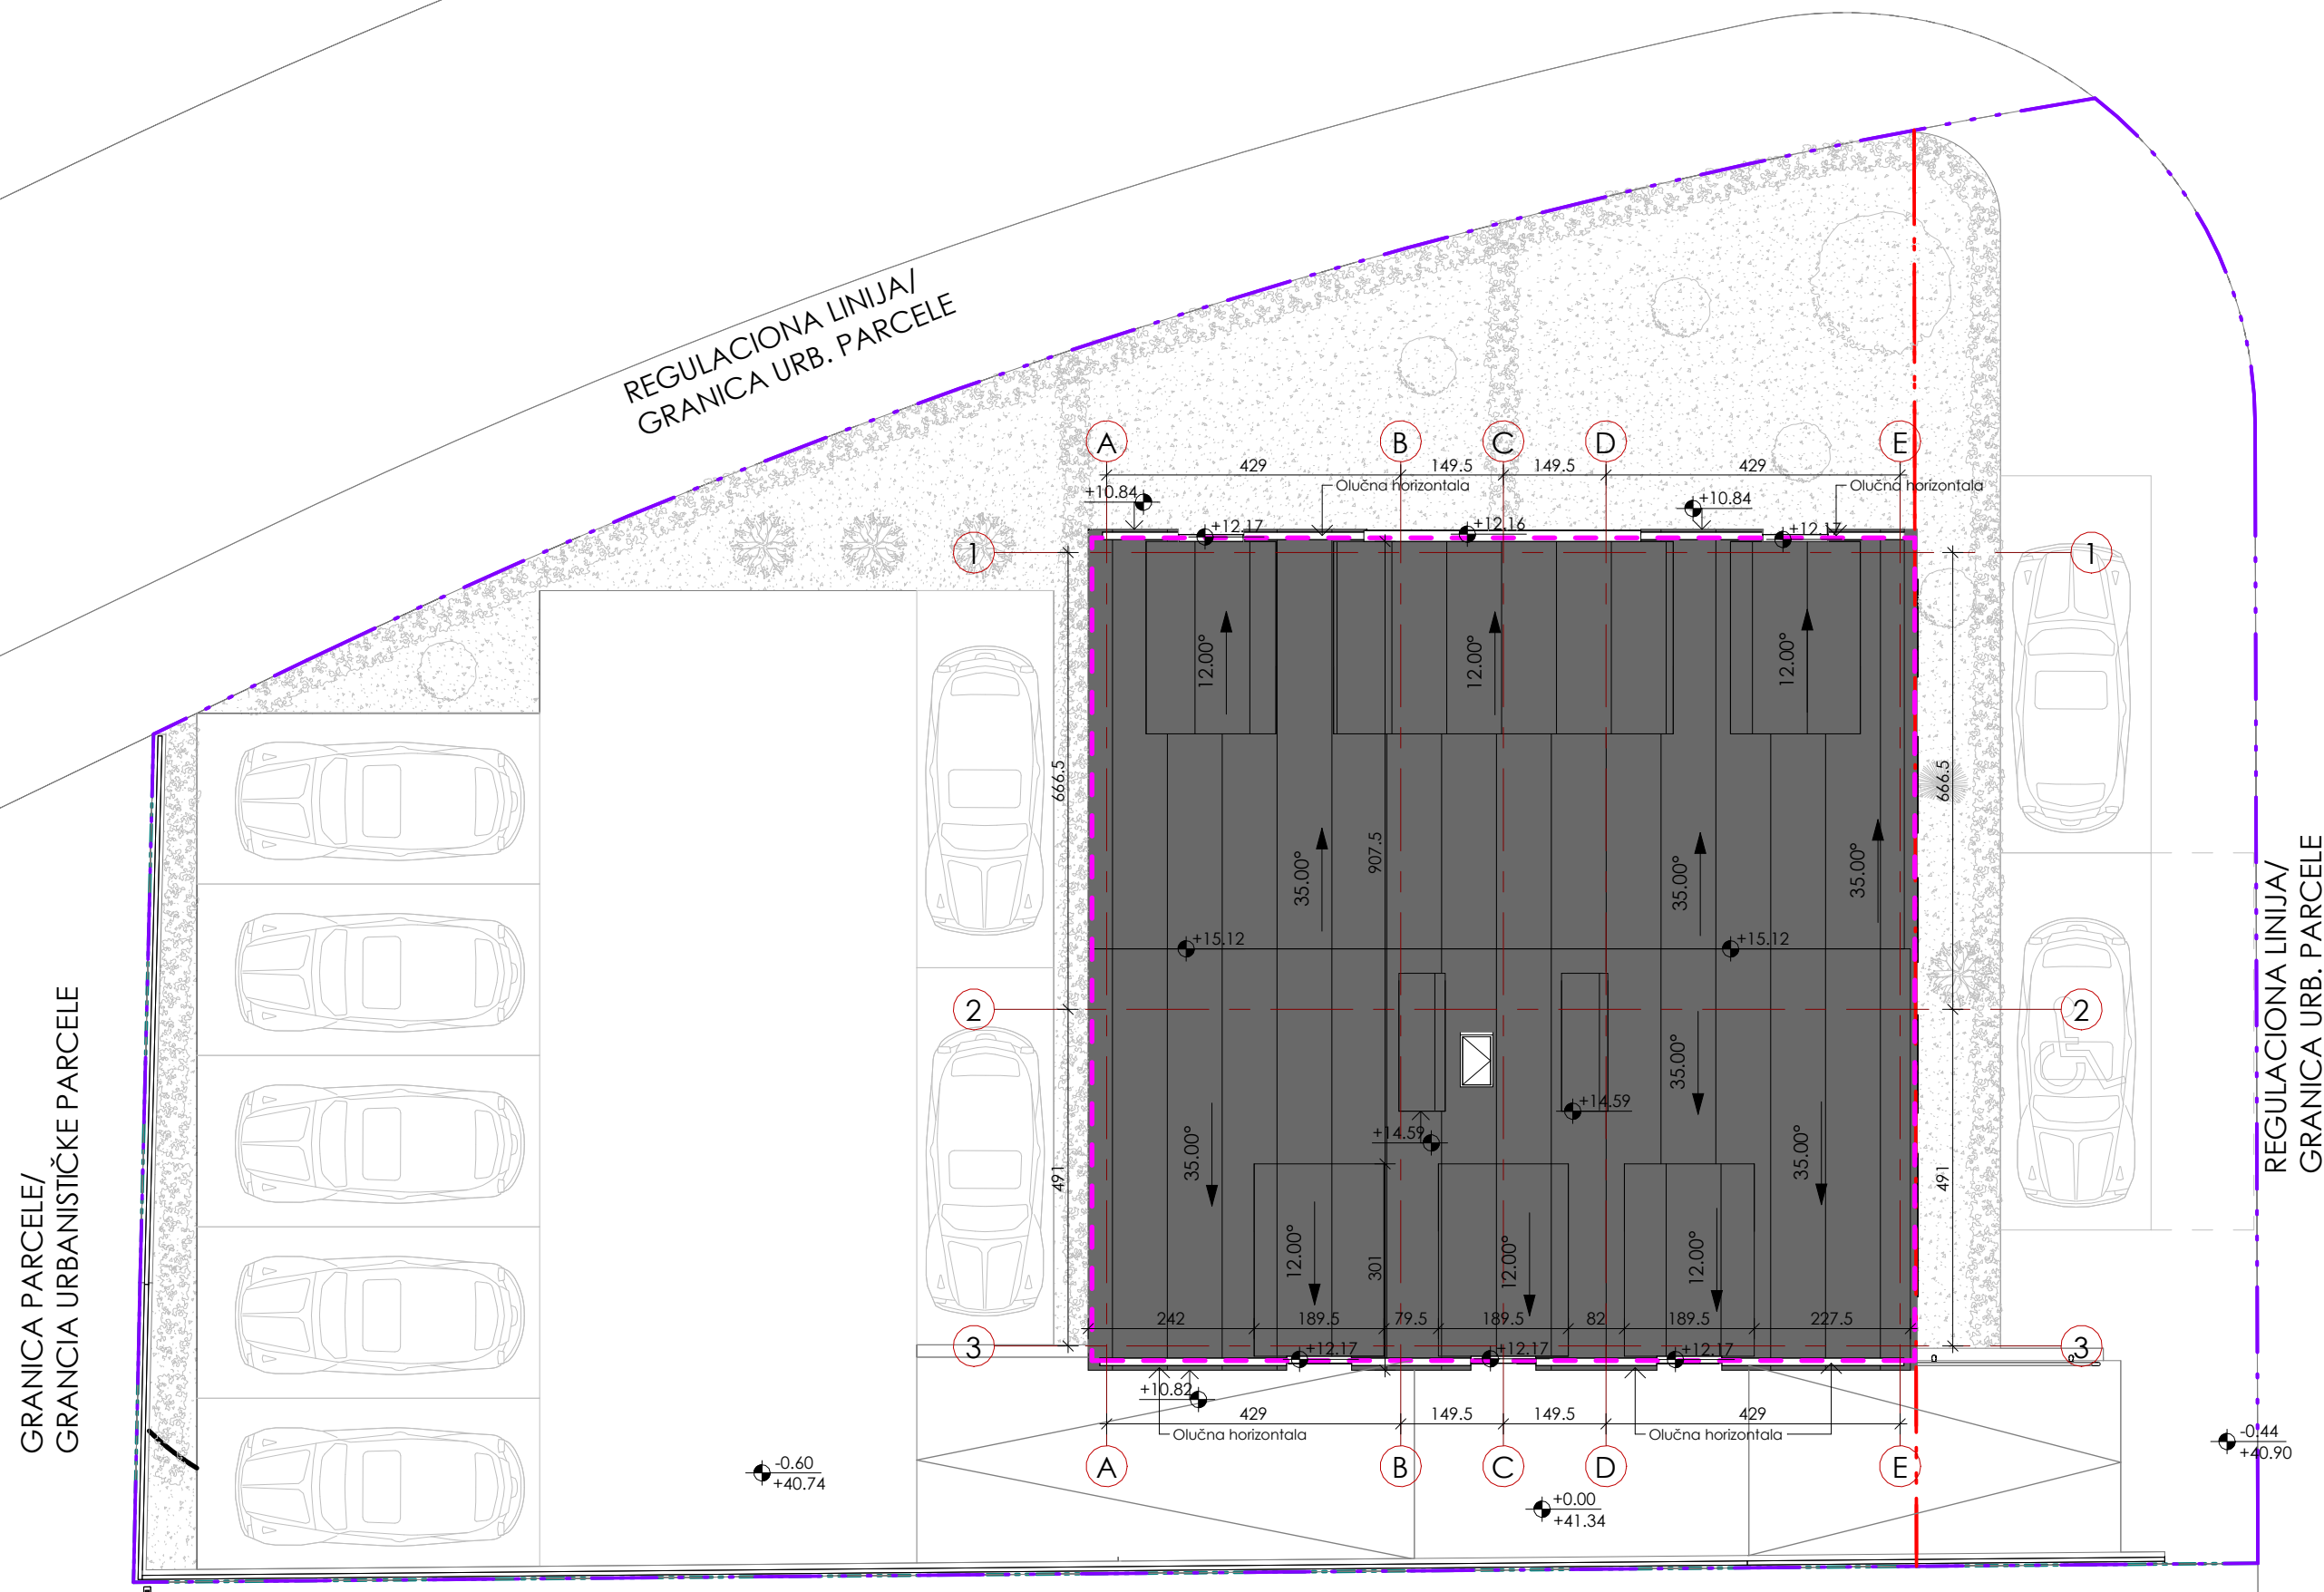 REGULACIONA LINIJA/
GRANICA URB. PARCELE
A B C D E
429 149.5 149.5 429
Olučna horizontala
Olučna horizontala
+10.84
+10.84
+12.17
+12.16
+12.17
1
1
12.00°
12.00°
12.00°
666.5
907.5
666.5
35.00°
35.00°
35.00°
+15.12
+15.12
2
2
35.00°
+14.59
+14.59
35.00°
35.00°
491
491
301
12.00°
12.00°
12.00°
242 189.5 79.5 189.5 82 189.5 227.5
3
3
+12.17
+12.17
+12.17
+10.82
429 149.5 149.5 429
Olučna horizontala
Olučna horizontala
A B C D E
-0.60
+40.74
+0.00
+41.34
-0.44
+40.90
GRANICA PARCELE/
GRANCIA URBANISTIČKE PARCELE
REGULACIONA LINIJA/
GRANICA URB. PARCELE